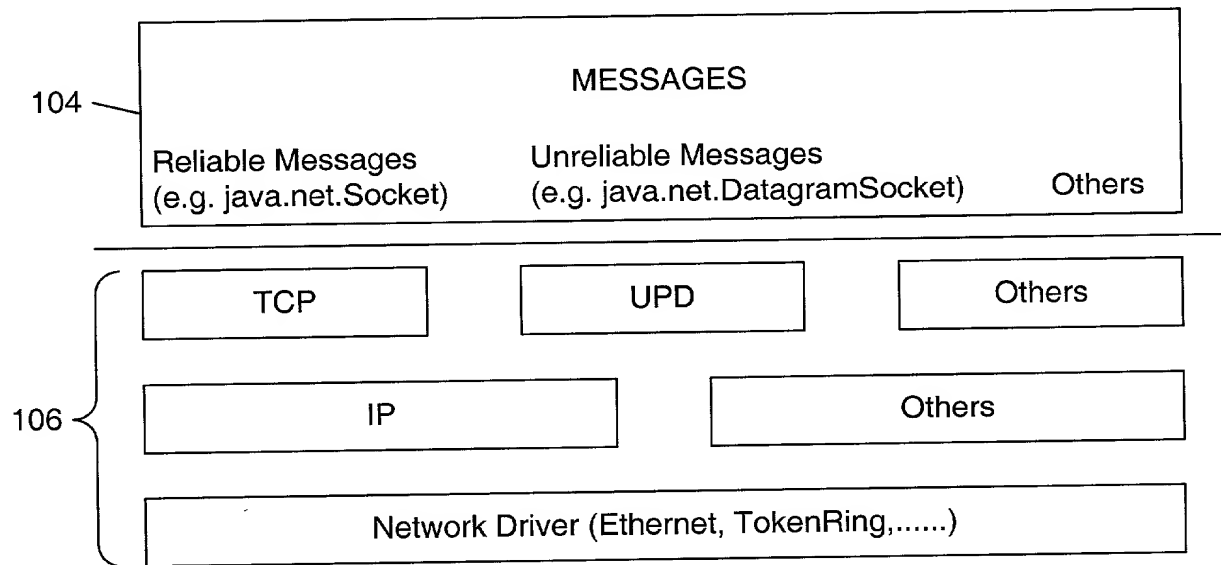 MESSAGES
104
Reliable Messages
(e.g. java.net.Socket)
Unreliable Messages
(e.g. java.net.DatagramSocket)
Others
TCP
UPD
Others
106
IP
Others
Network Driver (Ethernet, TokenRing,......)